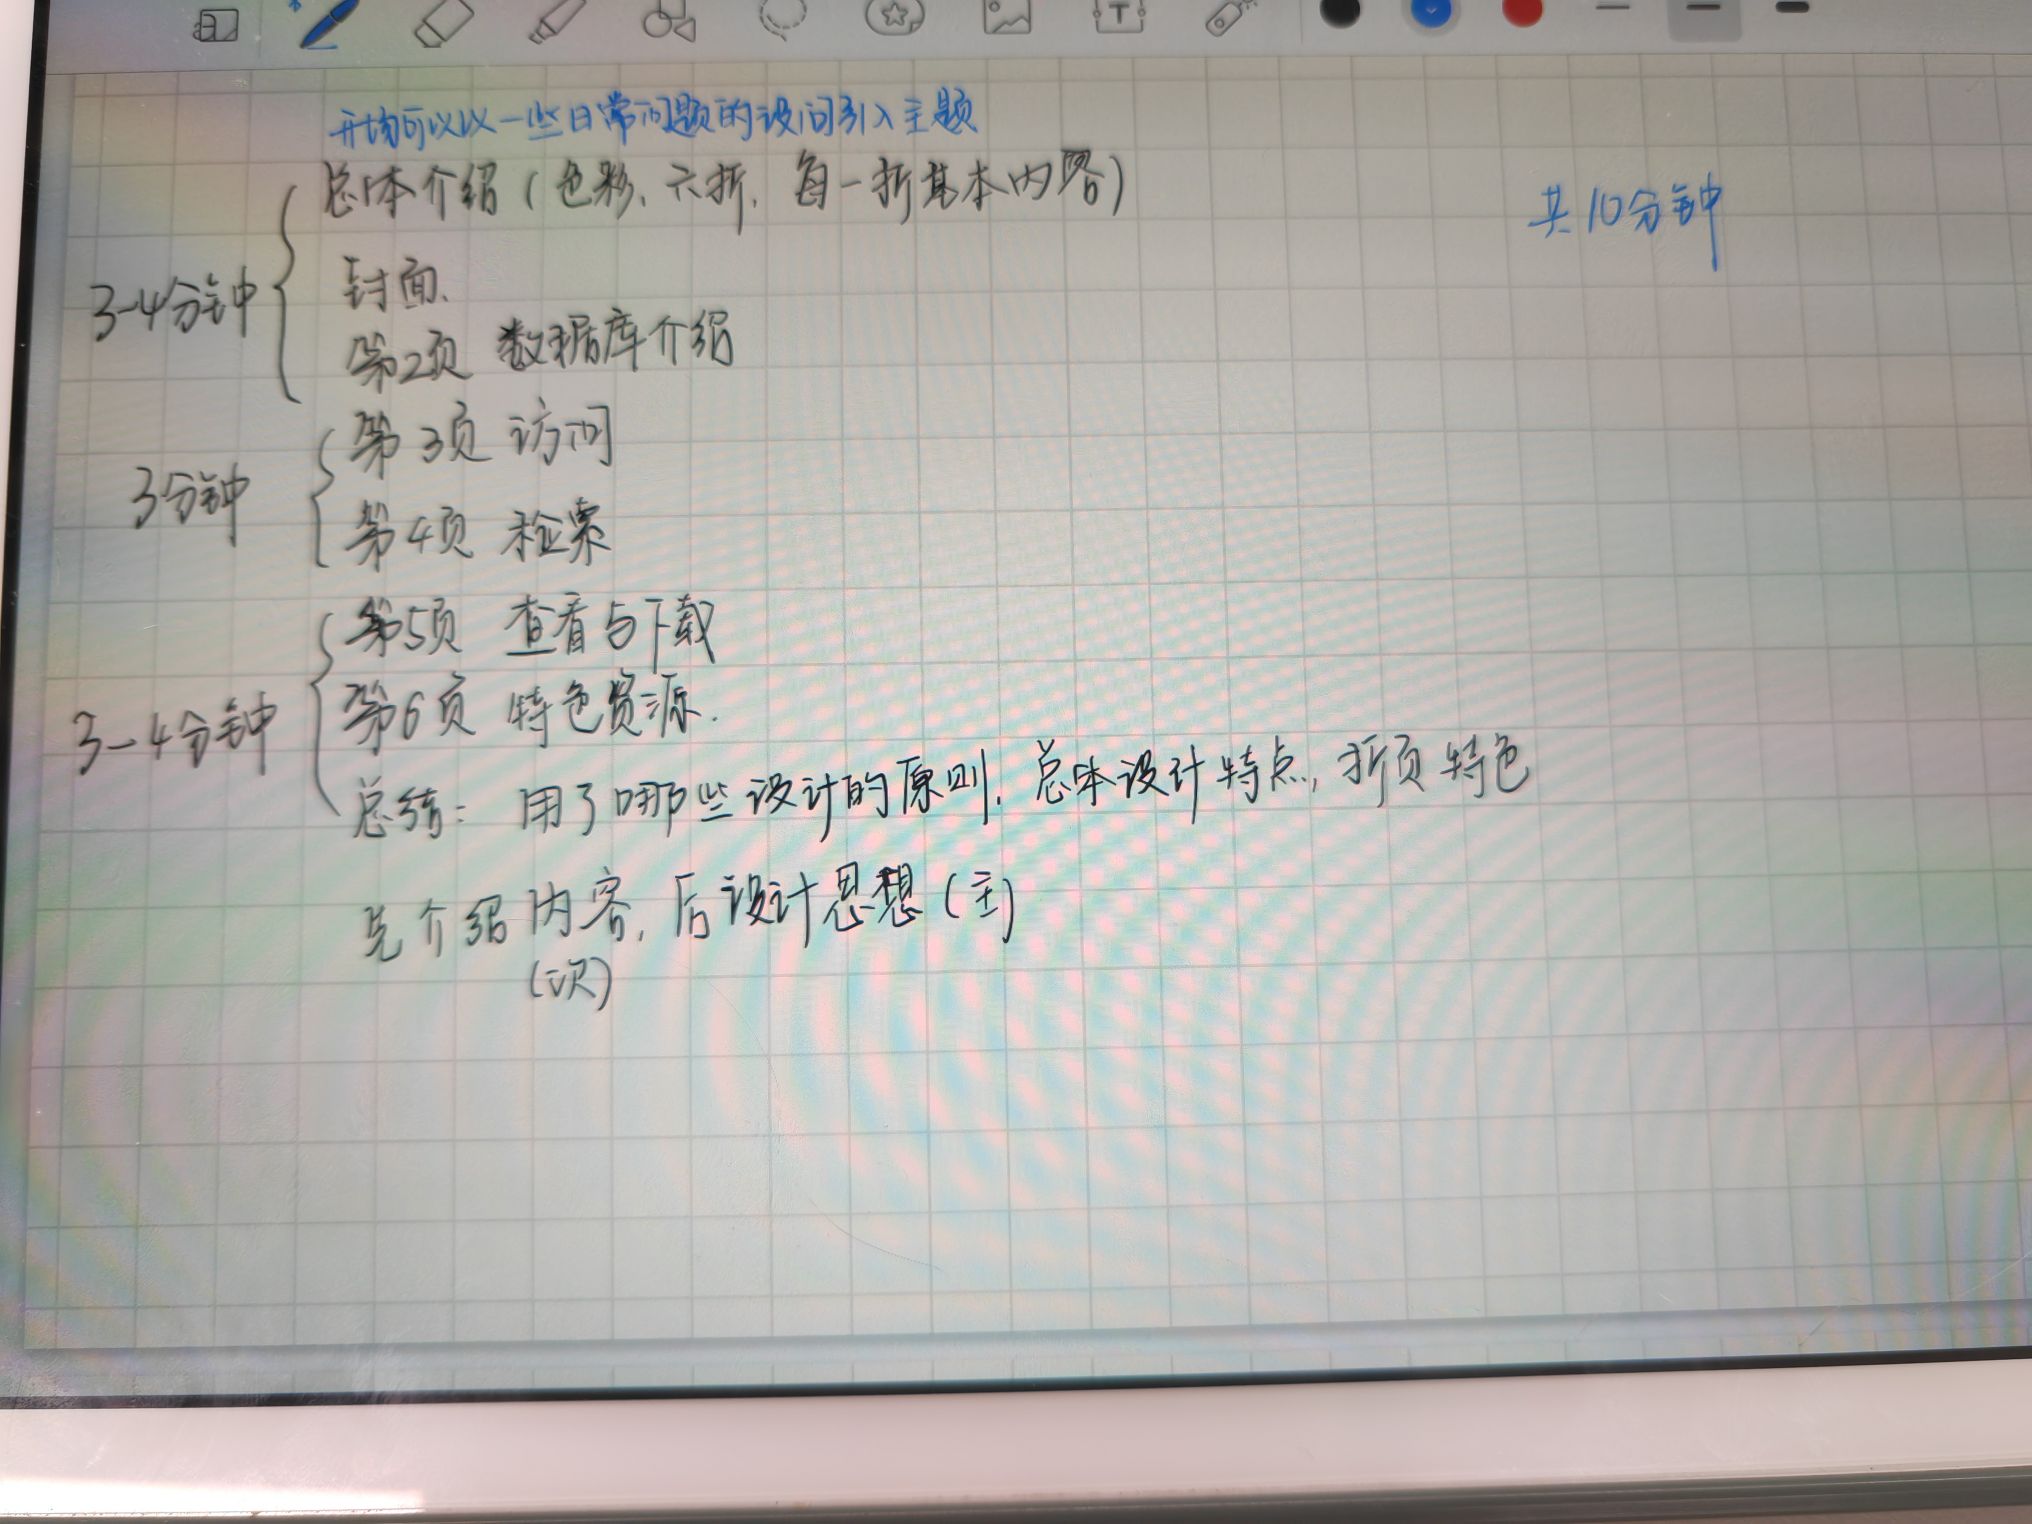 开场可以以一些日常问题的设问引入主题
总体介绍(色彩、六折、每一折基本内容)
共10分钟
3-4分钟
封面、
第2页 数据库介绍
3分钟
第3页 访问
第4页 检索
3-4分钟
第5页 查看与下载
第6页 特色资源.
总结: 用了哪些设计的原则, 总体设计特点, 折页特色
先介绍内容, 后设计思想(主)
(次)